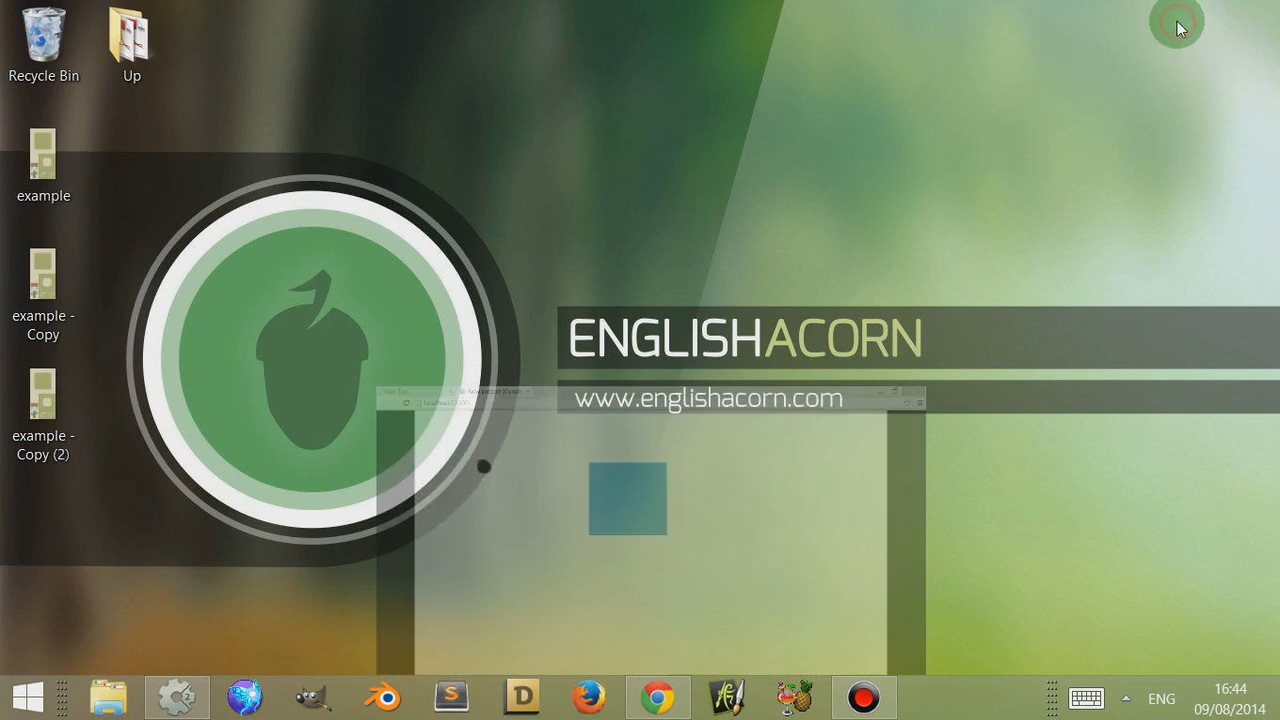 Recycle Bin
Up
example
example -
Copy
example -
Copy (2)
ENGLISHACORN
www.englishacorn.com
ENG
16:44
09/08/2014